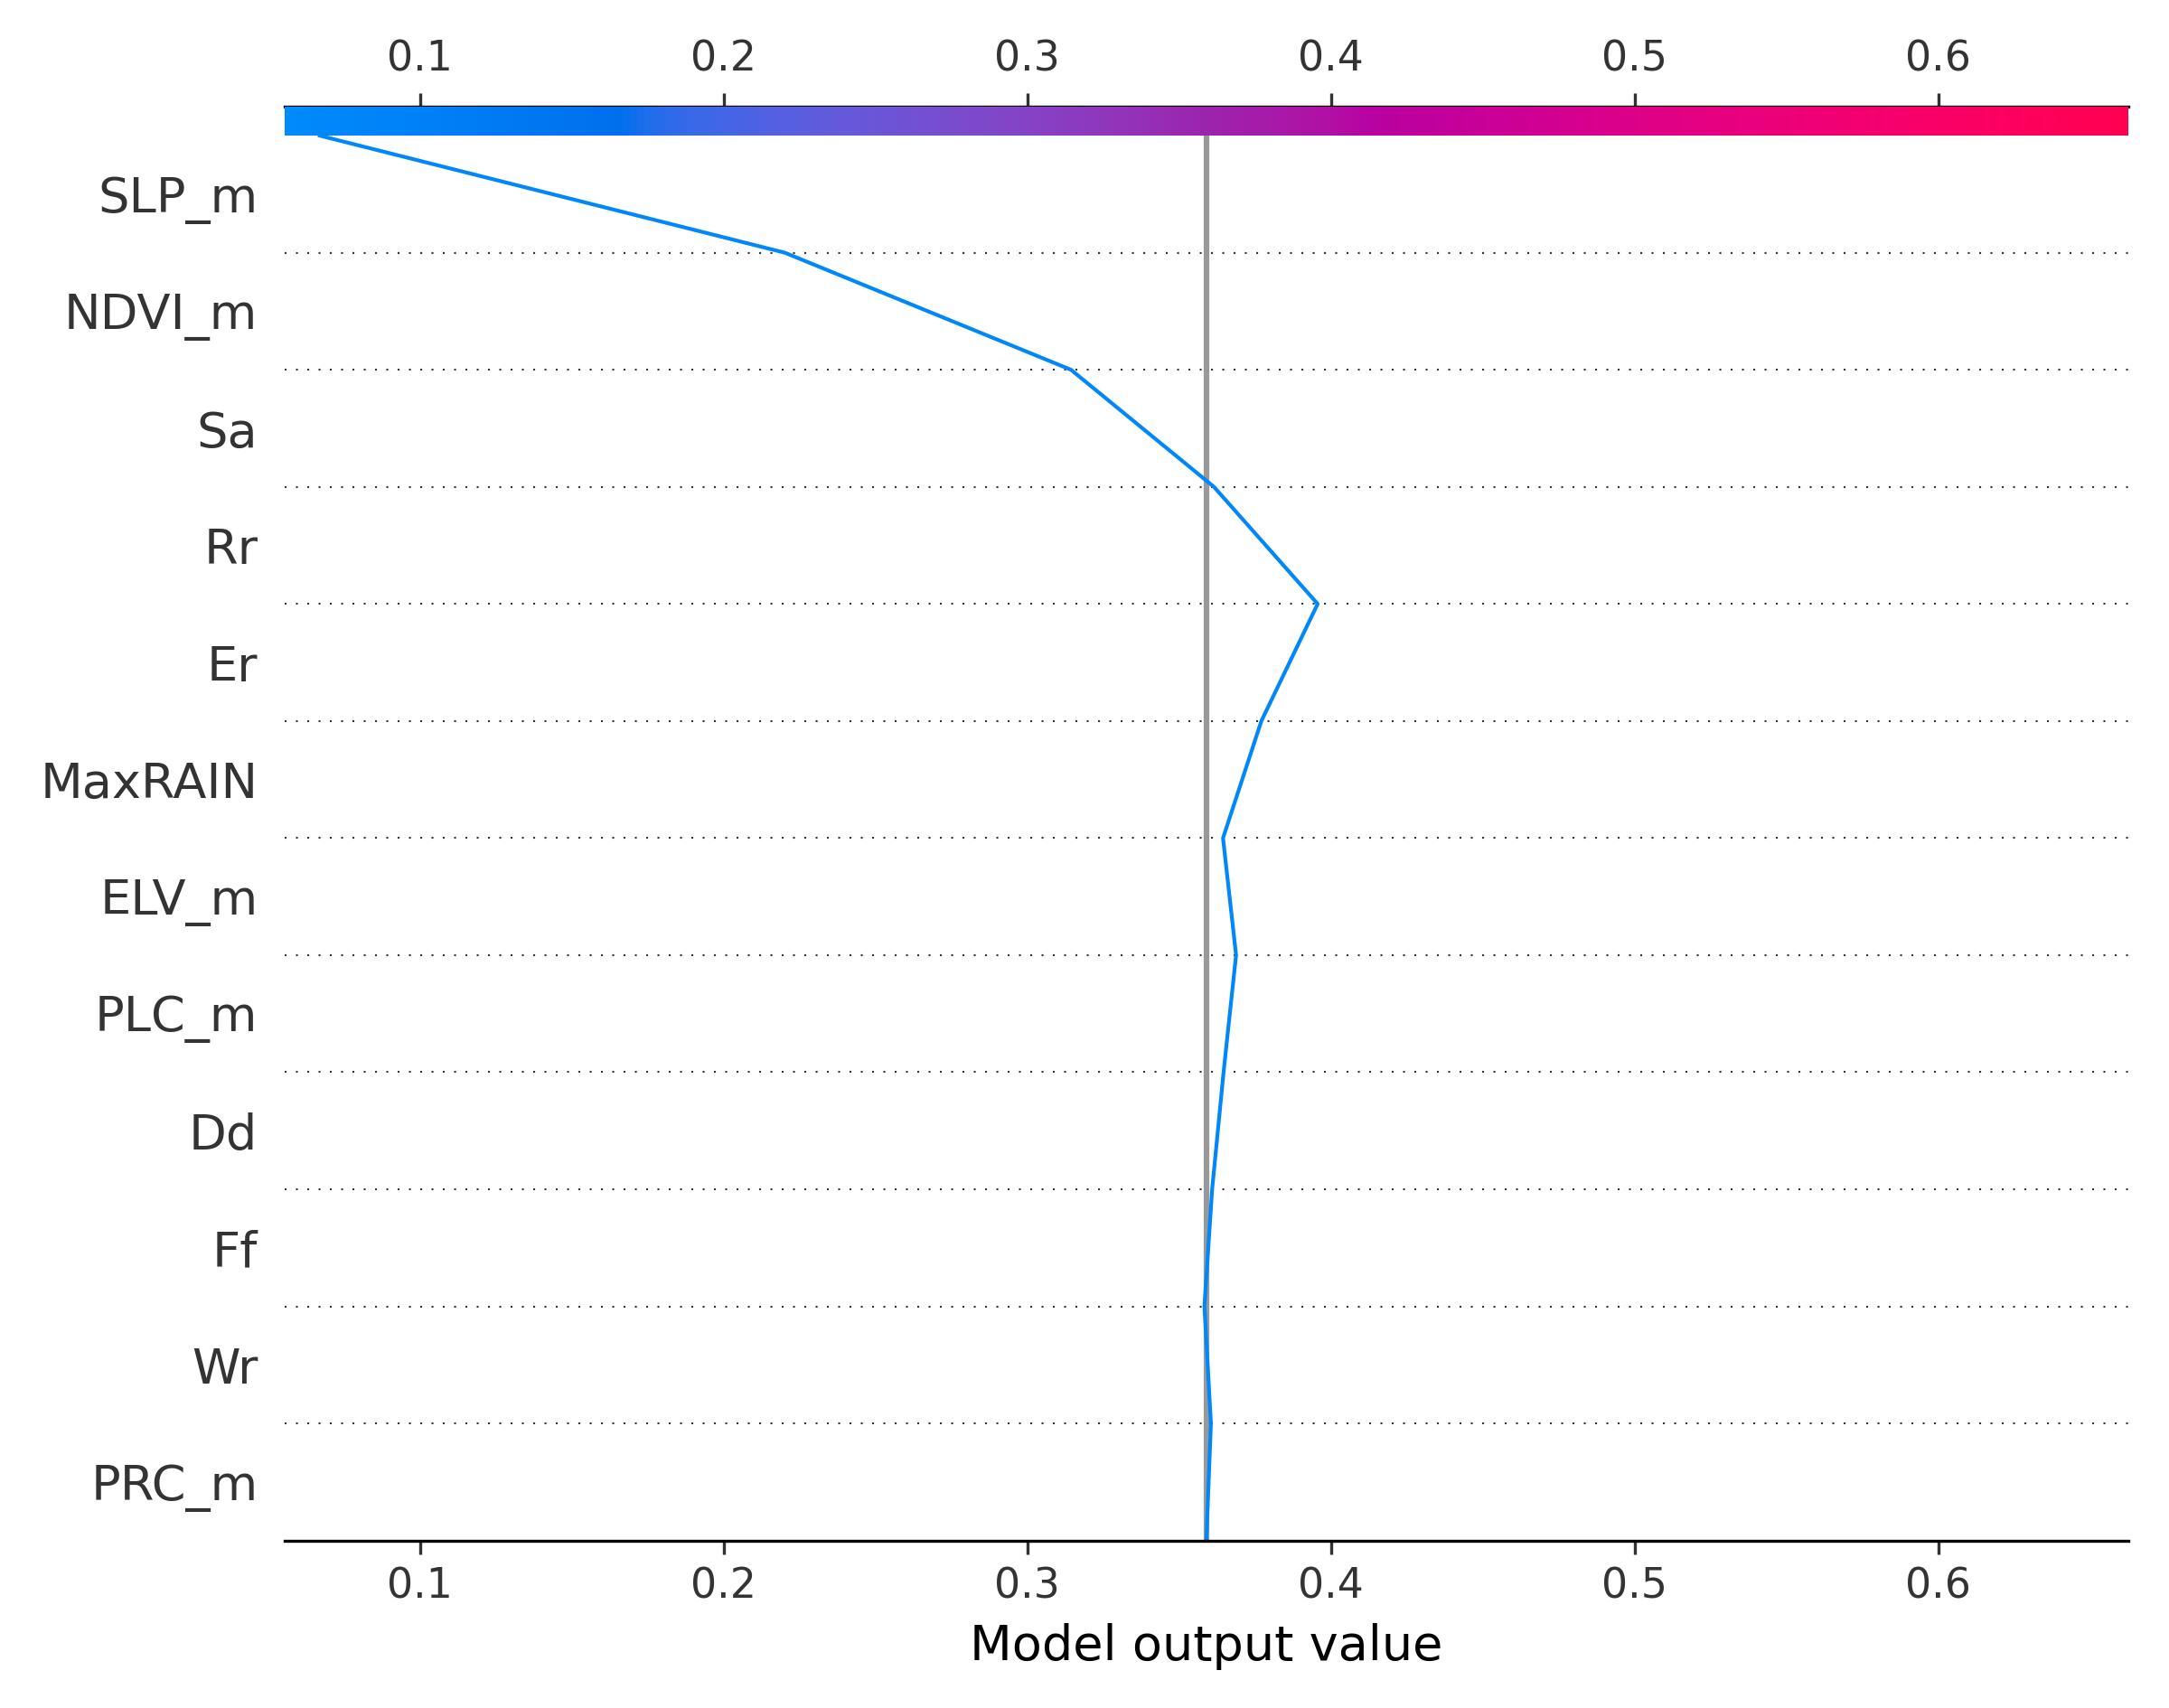 0.1 0.2 0.3 0.4 0.5 0.6
SLP_m
NDVI_m
Sa
Rr
Er
MaxRAIN
ELV_m
PLC_m
Dd
Ff
Wr
PRC_m
0.1 0.2 0.3 0.4 0.5 0.6
Model output value